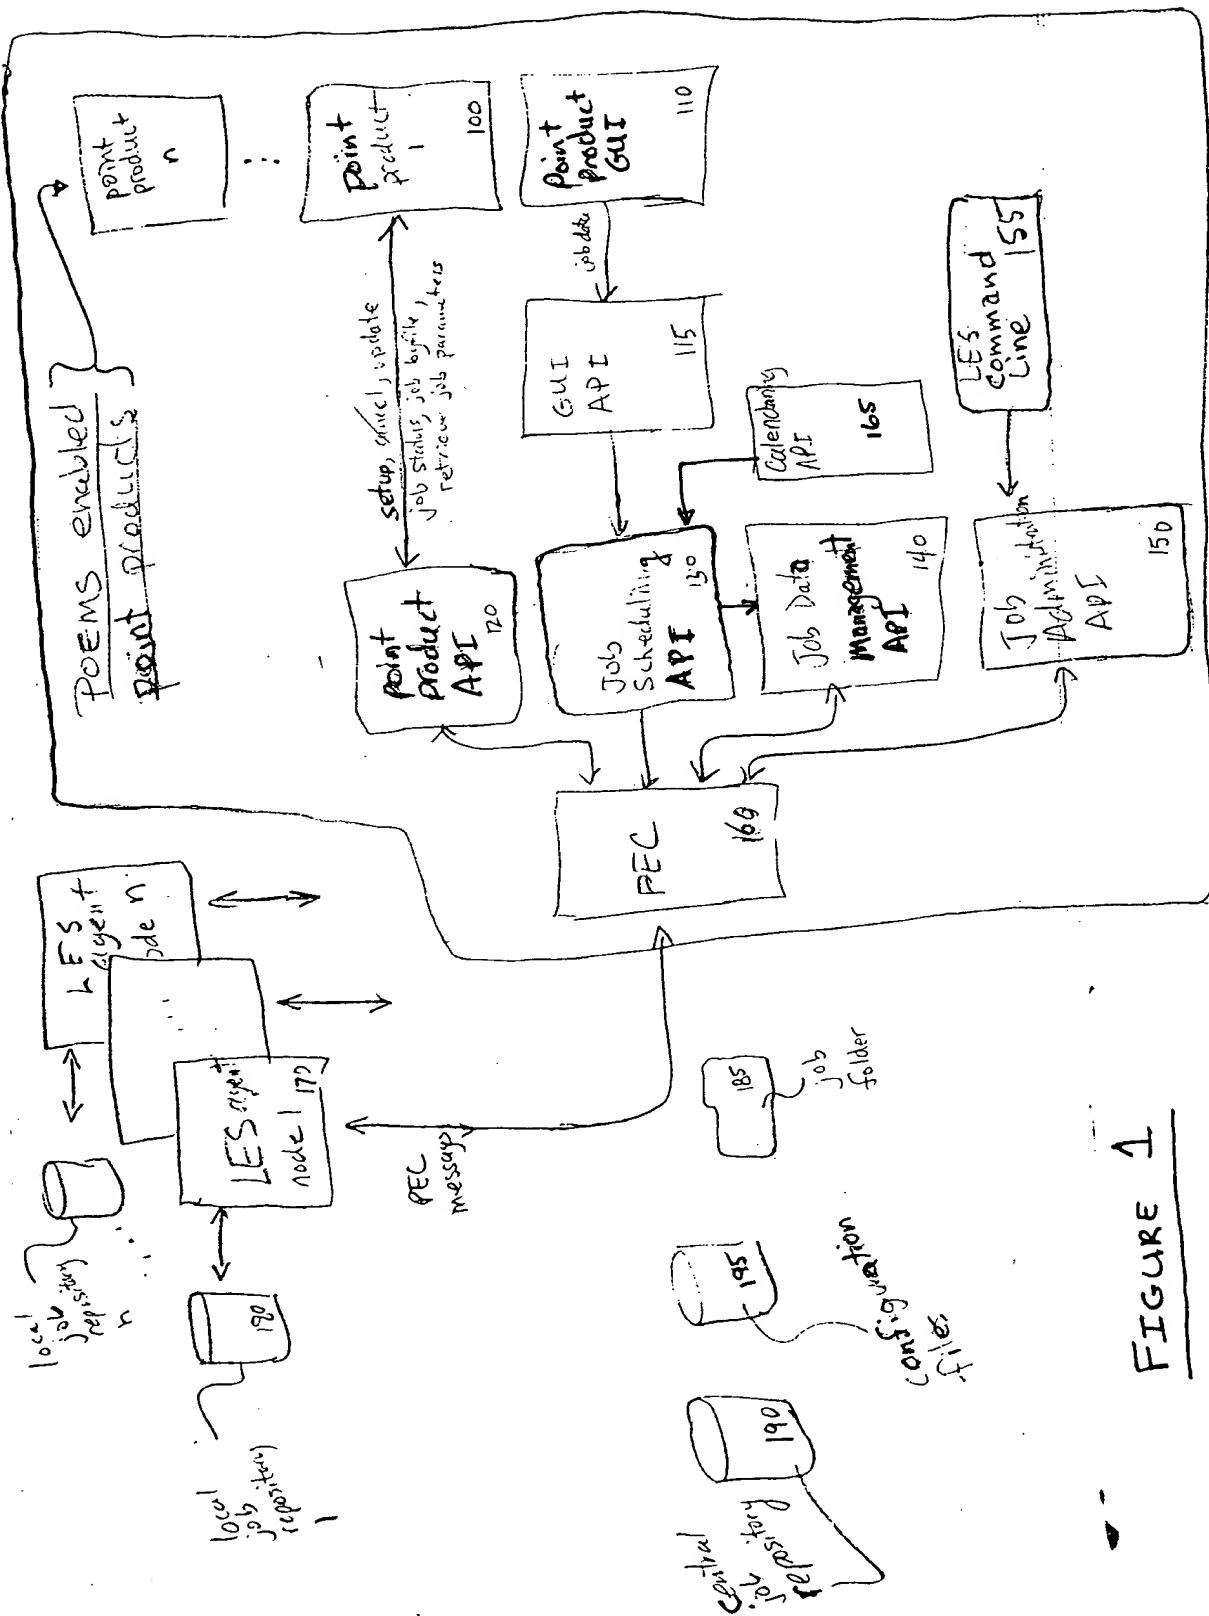 POEMS enabled
point products
point
product
n
...
point
product
1
100
Point
product
GUI
110
setup, cancel, update
job status, job logfile,
retrieve job parameters
job data
GUI
API
115
Calendaring
API
165
LES
command
Line
155
point
product
API
120
Job
Scheduling
API
130
Job Data
Management
API
140
Job
Administration
API
150
PEC
160
LES
agent
node n
...
LES agent
node 1
170
PEC
message
local
job
repository
n
...
local
job
repository
1
180
185
job
folder
195
configuration
files
190
central
job
repository
FIGURE 1